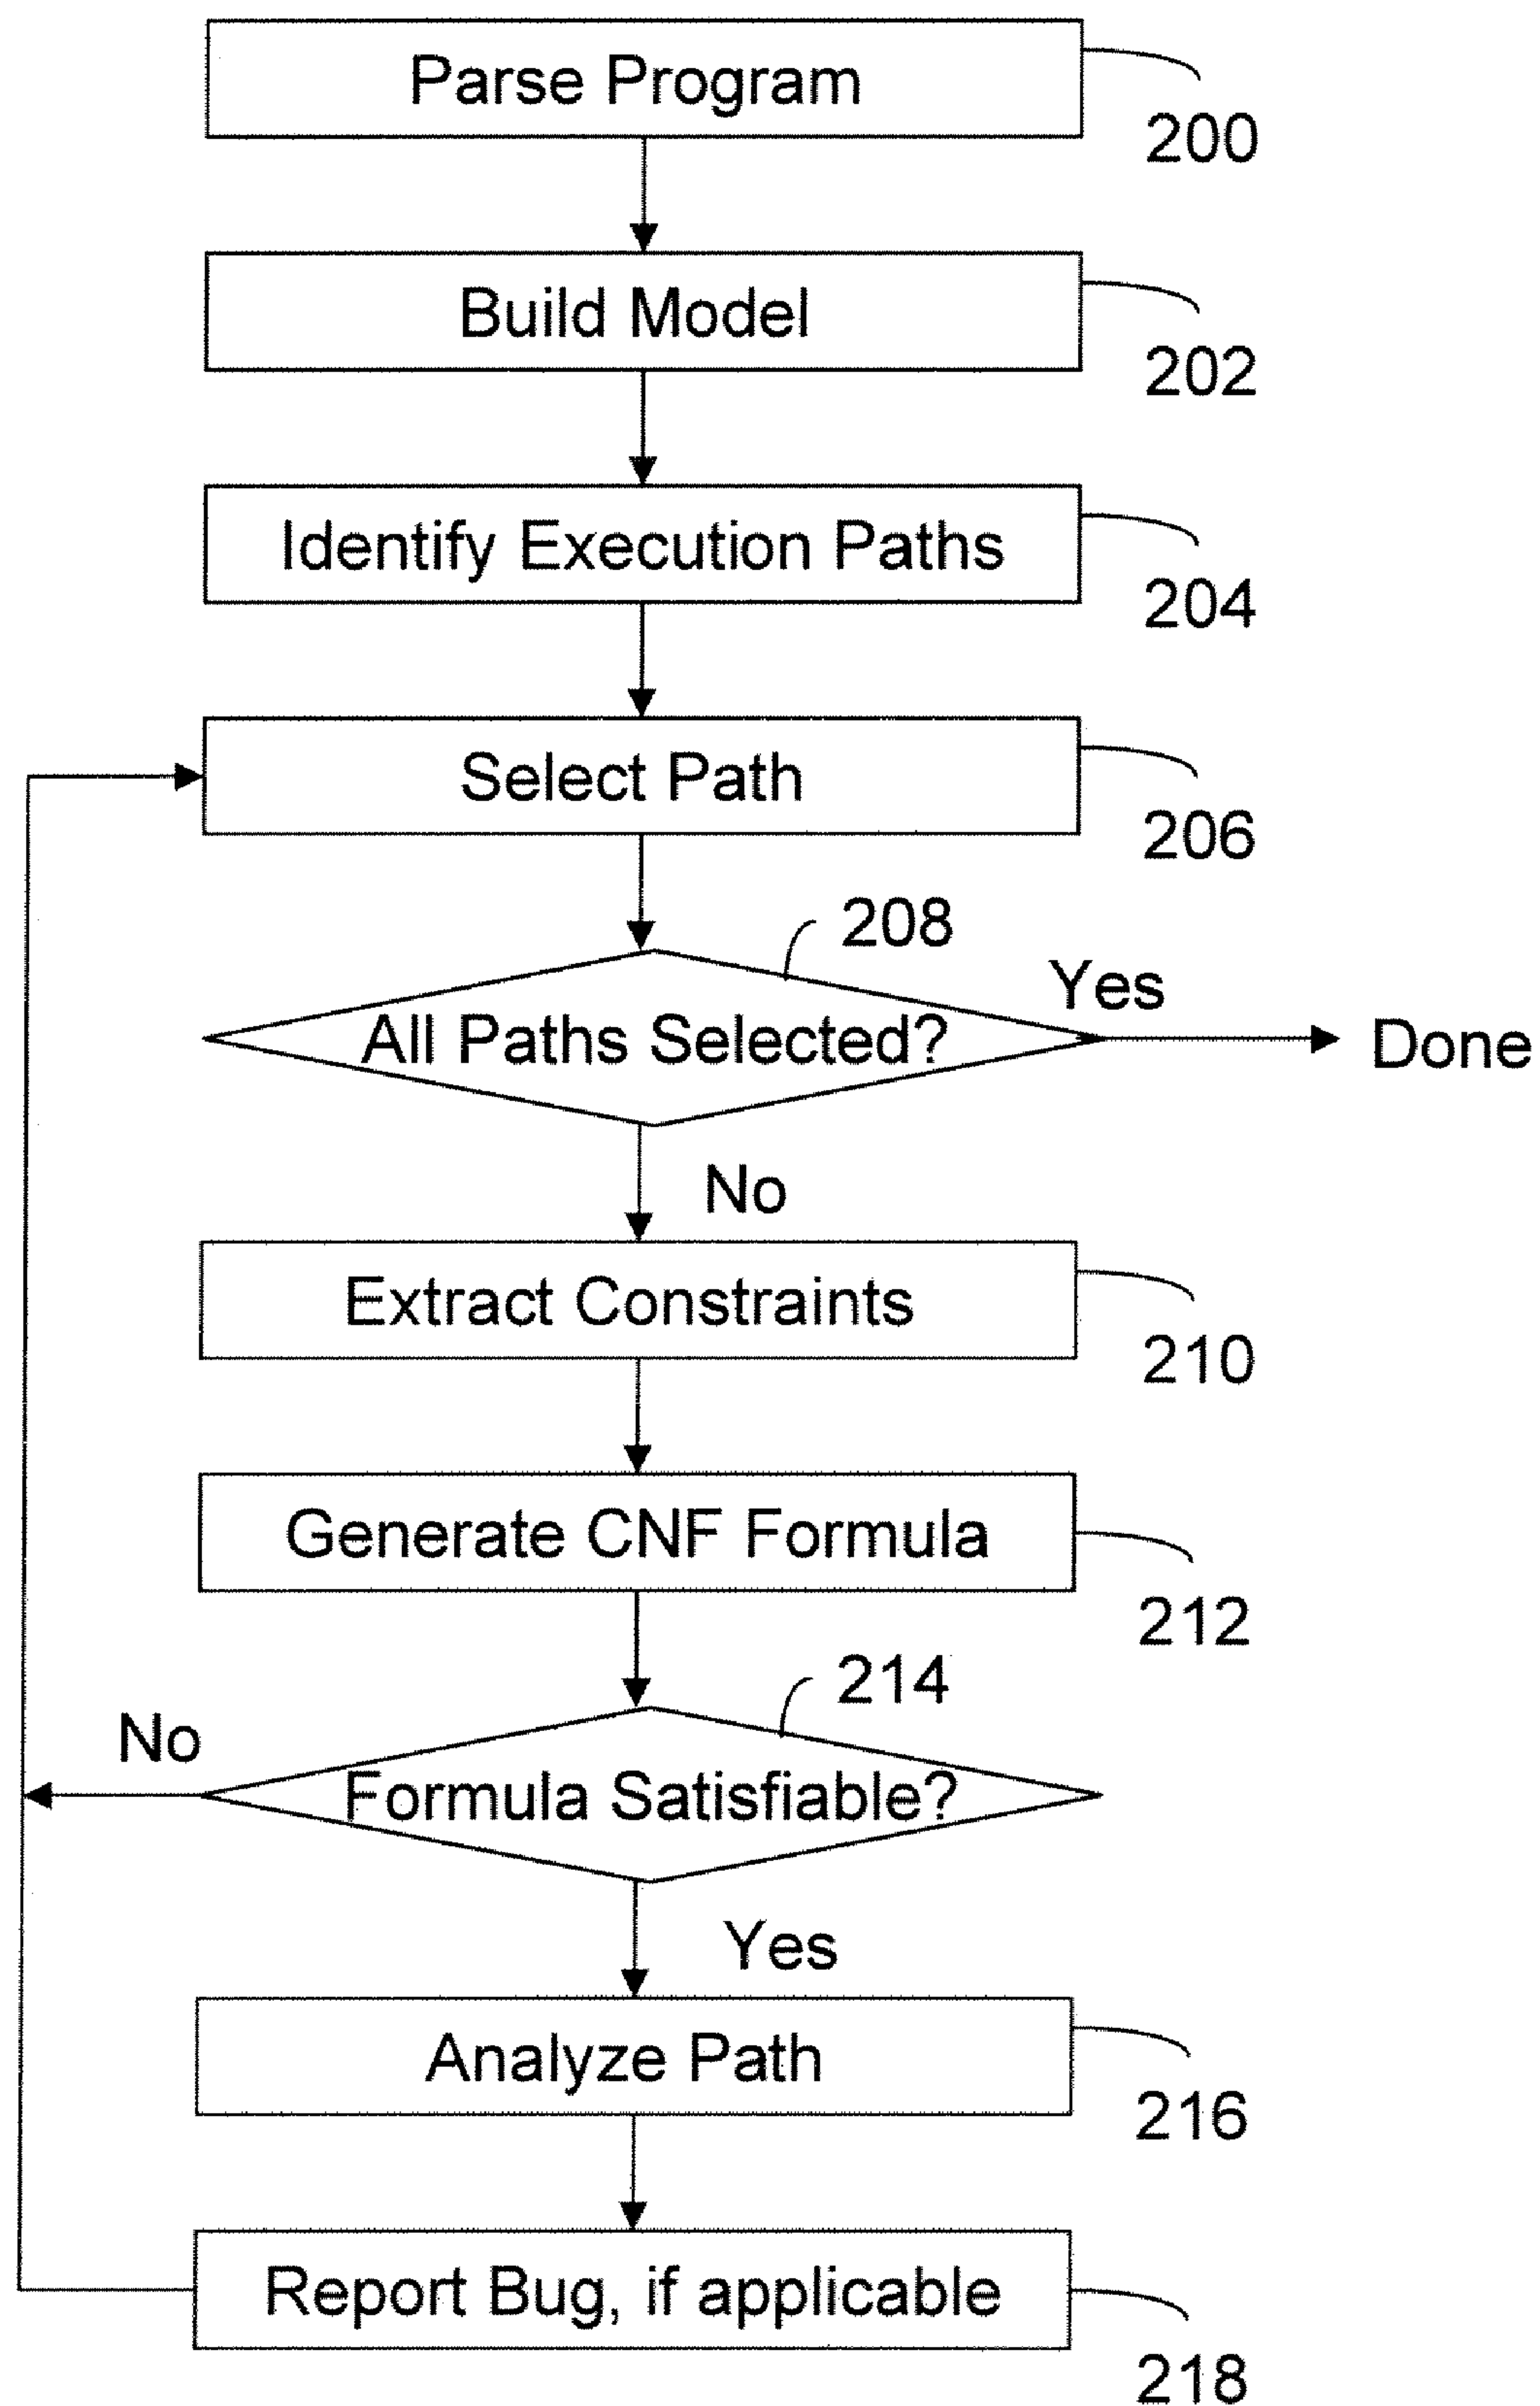 Parse Program
200
Build Model
202
Identify Execution Paths
204
Select Path
206
208
All Paths Selected?
Yes
Done
No
Extract Constraints
210
Generate CNF Formula
212
214
No
Formula Satisfiable?
Yes
Analyze Path
216
Report Bug, if applicable
218